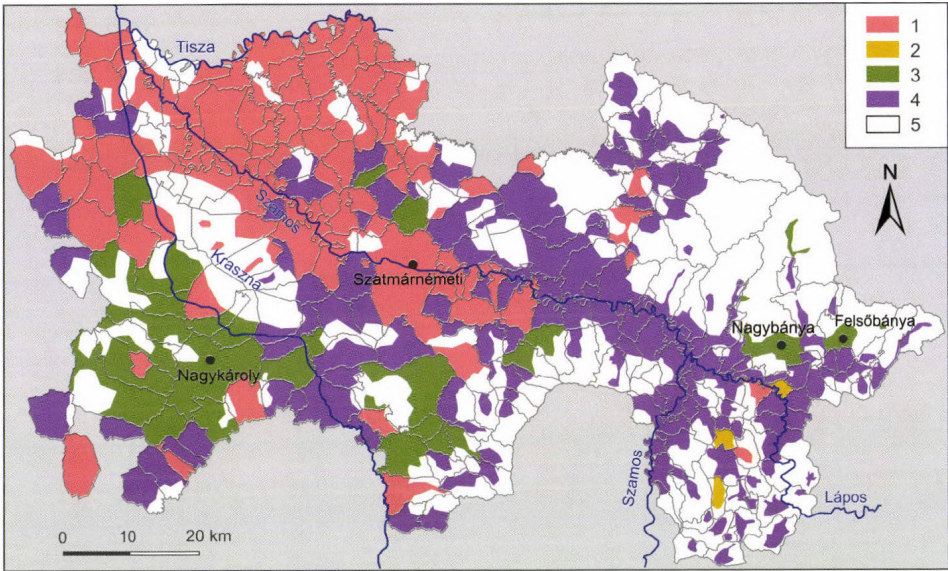 Tisza
1
2
3
4
5
N
Szamos
Kraszna
Szatmárnémeti
Nagybánya
Felsőbánya
Nagykároly
Szamos
Lápos
0 10 20 km